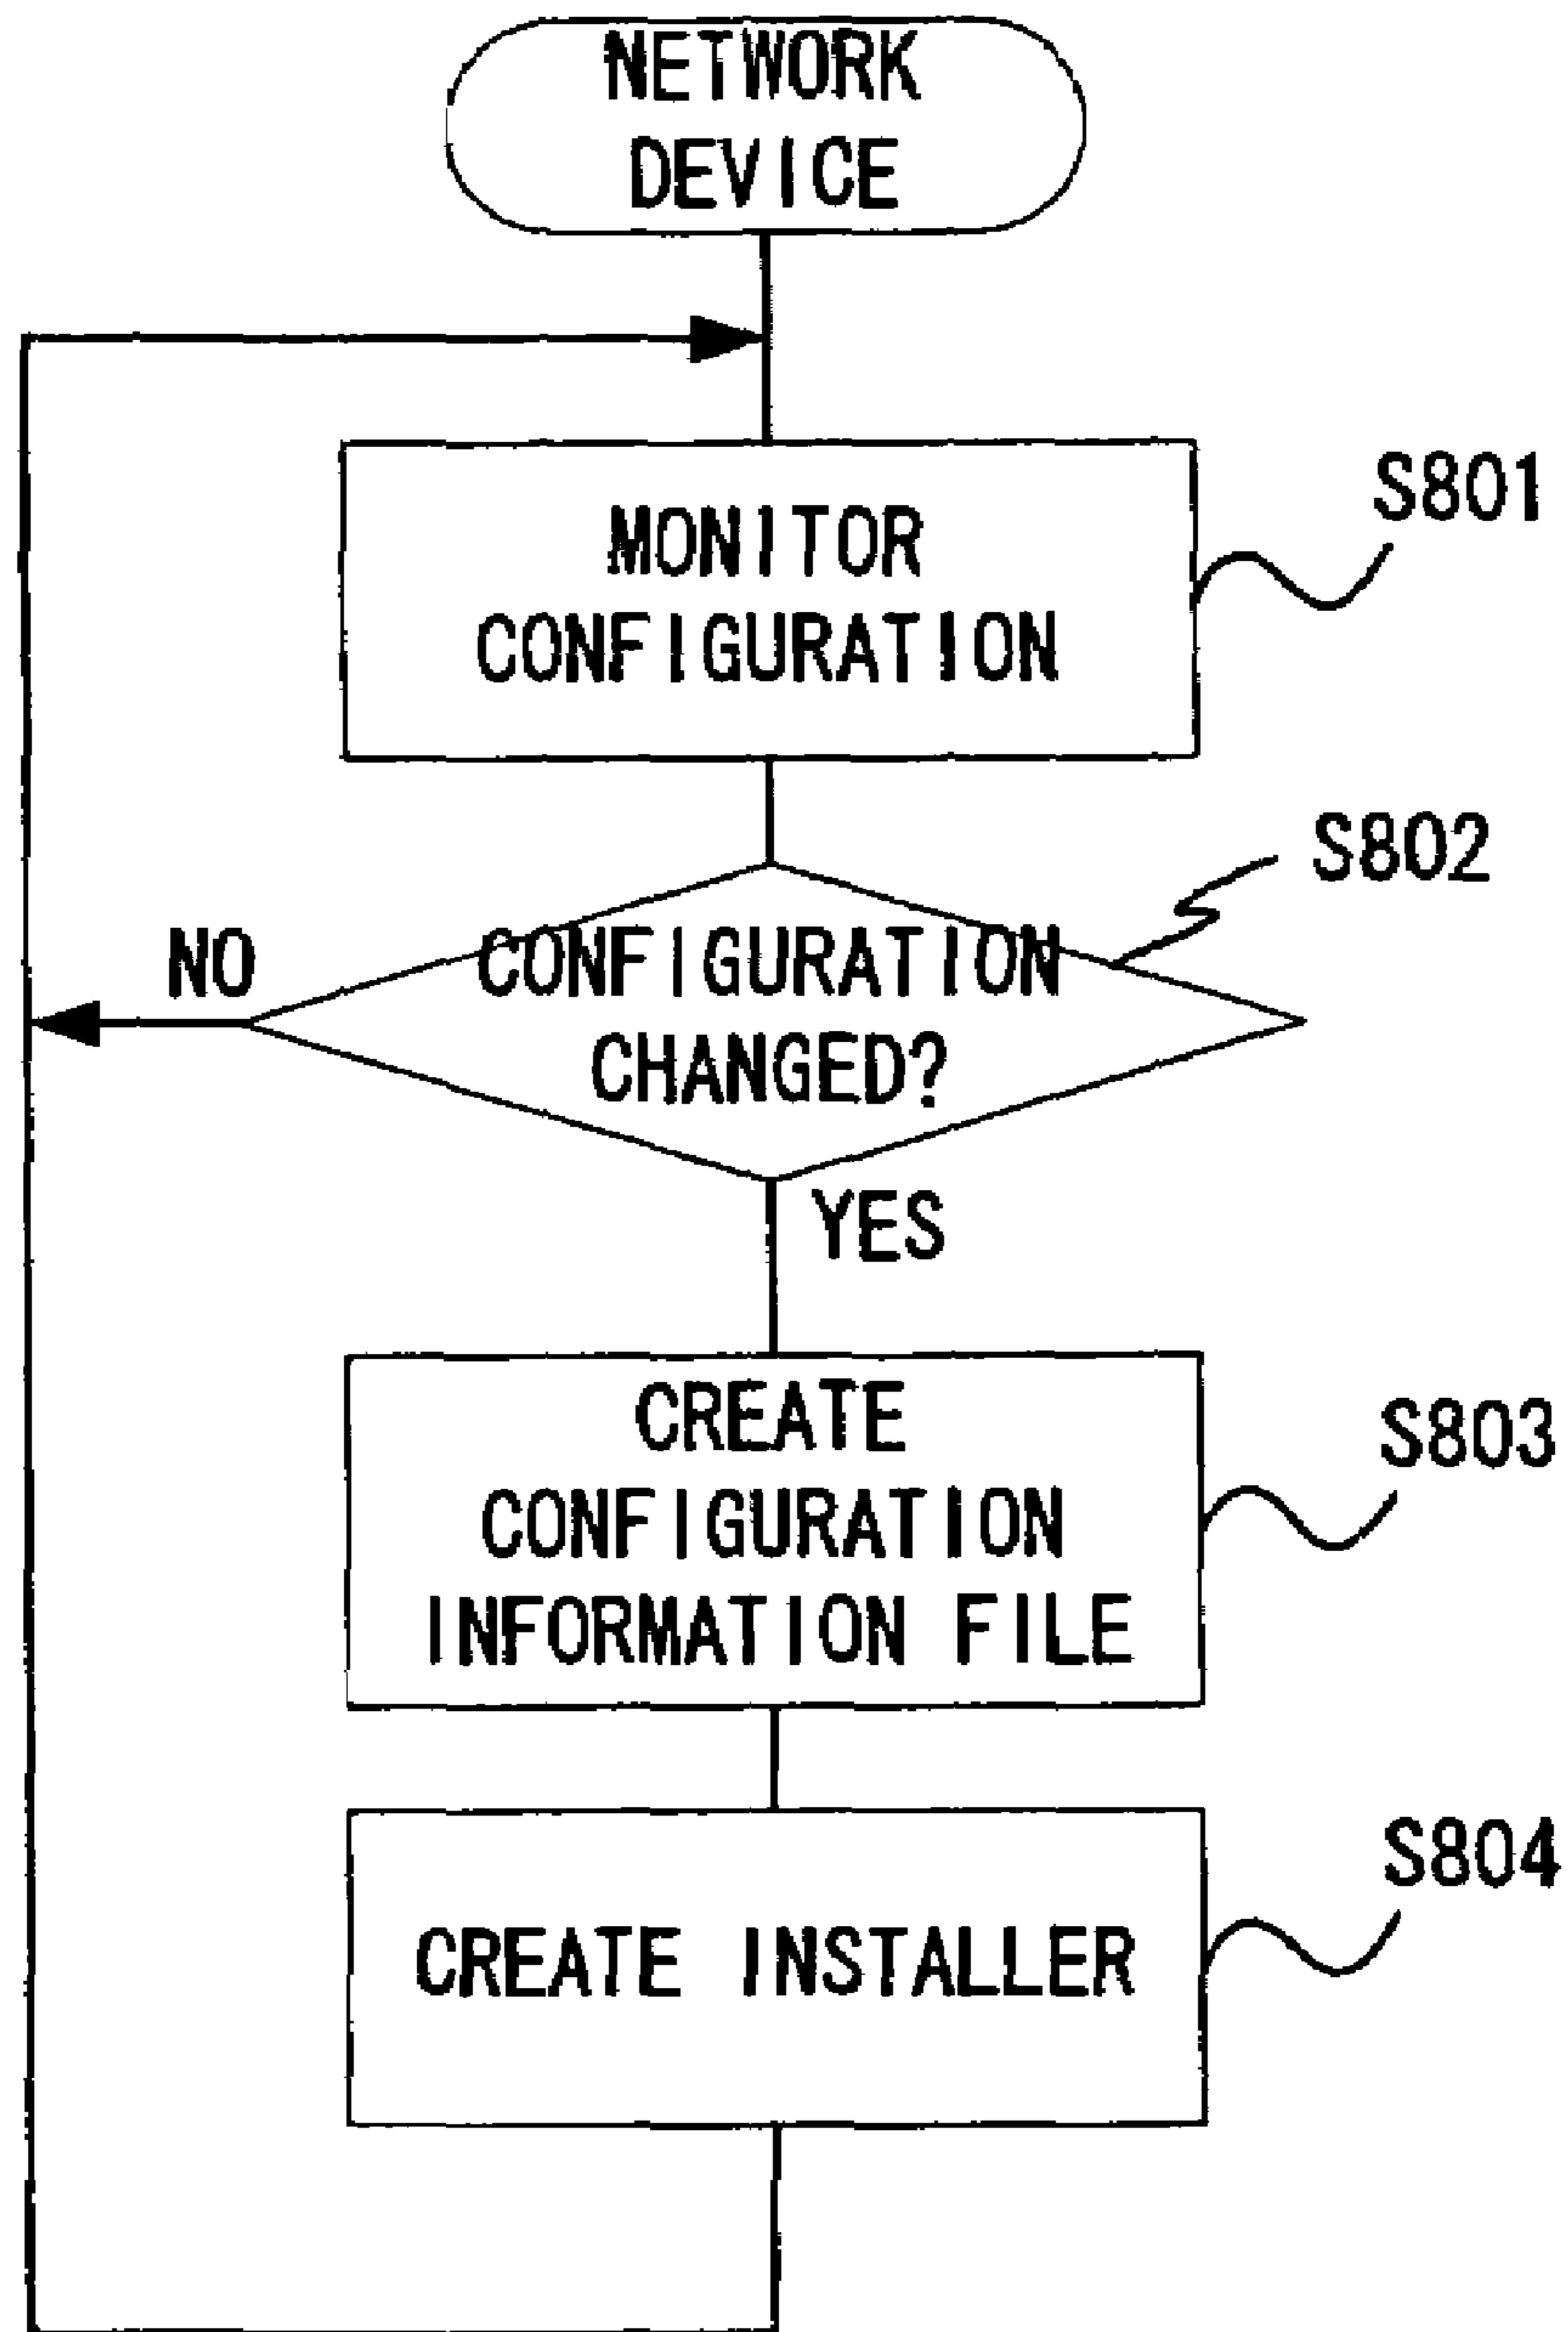 NETWORK
DEVICE
MONITOR
CONFIGURATION
S801
S802
NO
CONFIGURATION
CHANGED?
YES
CREATE
CONFIGURATION
INFORMATION FILE
S803
CREATE INSTALLER
S804